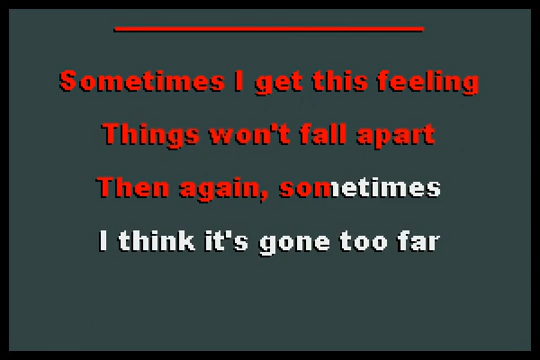 Sometimes I get this feeling
Things won't fall apart
Then again, sometimes
I think it's gone too far